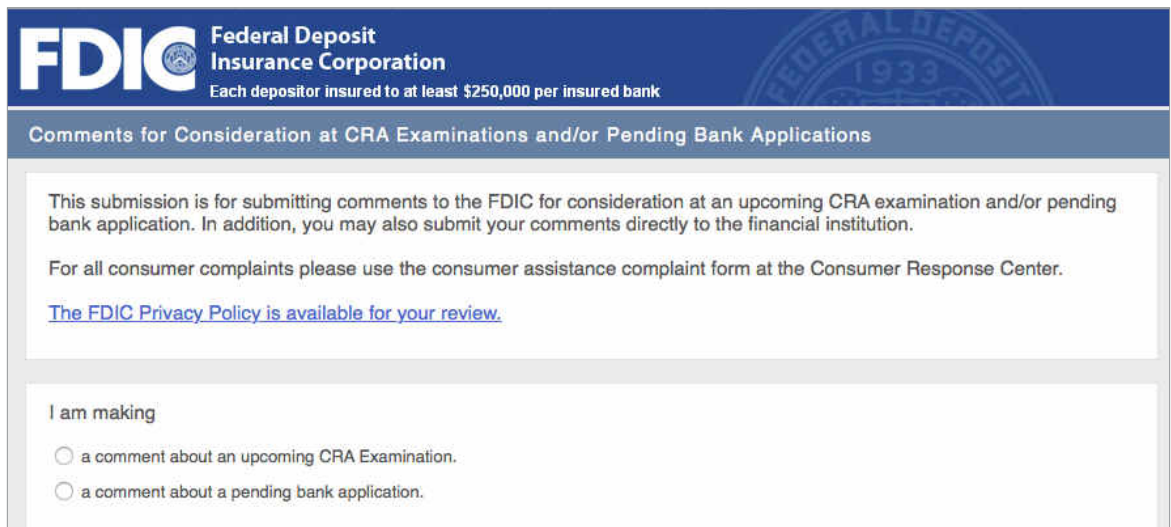 FDIC
Federal Deposit
Insurance Corporation
Each depositor insured to at least $250,000 per insured bank
FEDERAL DEPOSIT
1933
Comments for Consideration at CRA Examinations and/or Pending Bank Applications
This submission is for submitting comments to the FDIC for consideration at an upcoming CRA examination and/or pending
bank application. In addition, you may also submit your comments directly to the financial institution.
For all consumer complaints please use the consumer assistance complaint form at the Consumer Response Center.
The FDIC Privacy Policy is available for your review.
I am making
a comment about an upcoming CRA Examination.
a comment about a pending bank application.